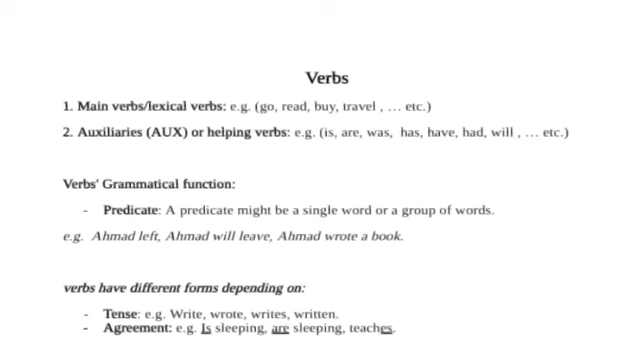 Verbs
1. Main verbs/lexical verbs: e.g. (go, read, buy, travel , … etc.)
2. Auxiliaries (AUX) or helping verbs: e.g. (is, are, was, has, have, had, will , … etc.)
Verbs' Grammatical function:
- Predicate: A predicate might be a single word or a group of words.
e.g. Ahmad left, Ahmad will leave, Ahmad wrote a book.
verbs have different forms depending on:
- Tense: e.g. Write, wrote, writes, written.
- Agreement: e.g. Is sleeping, are sleeping, teaches.